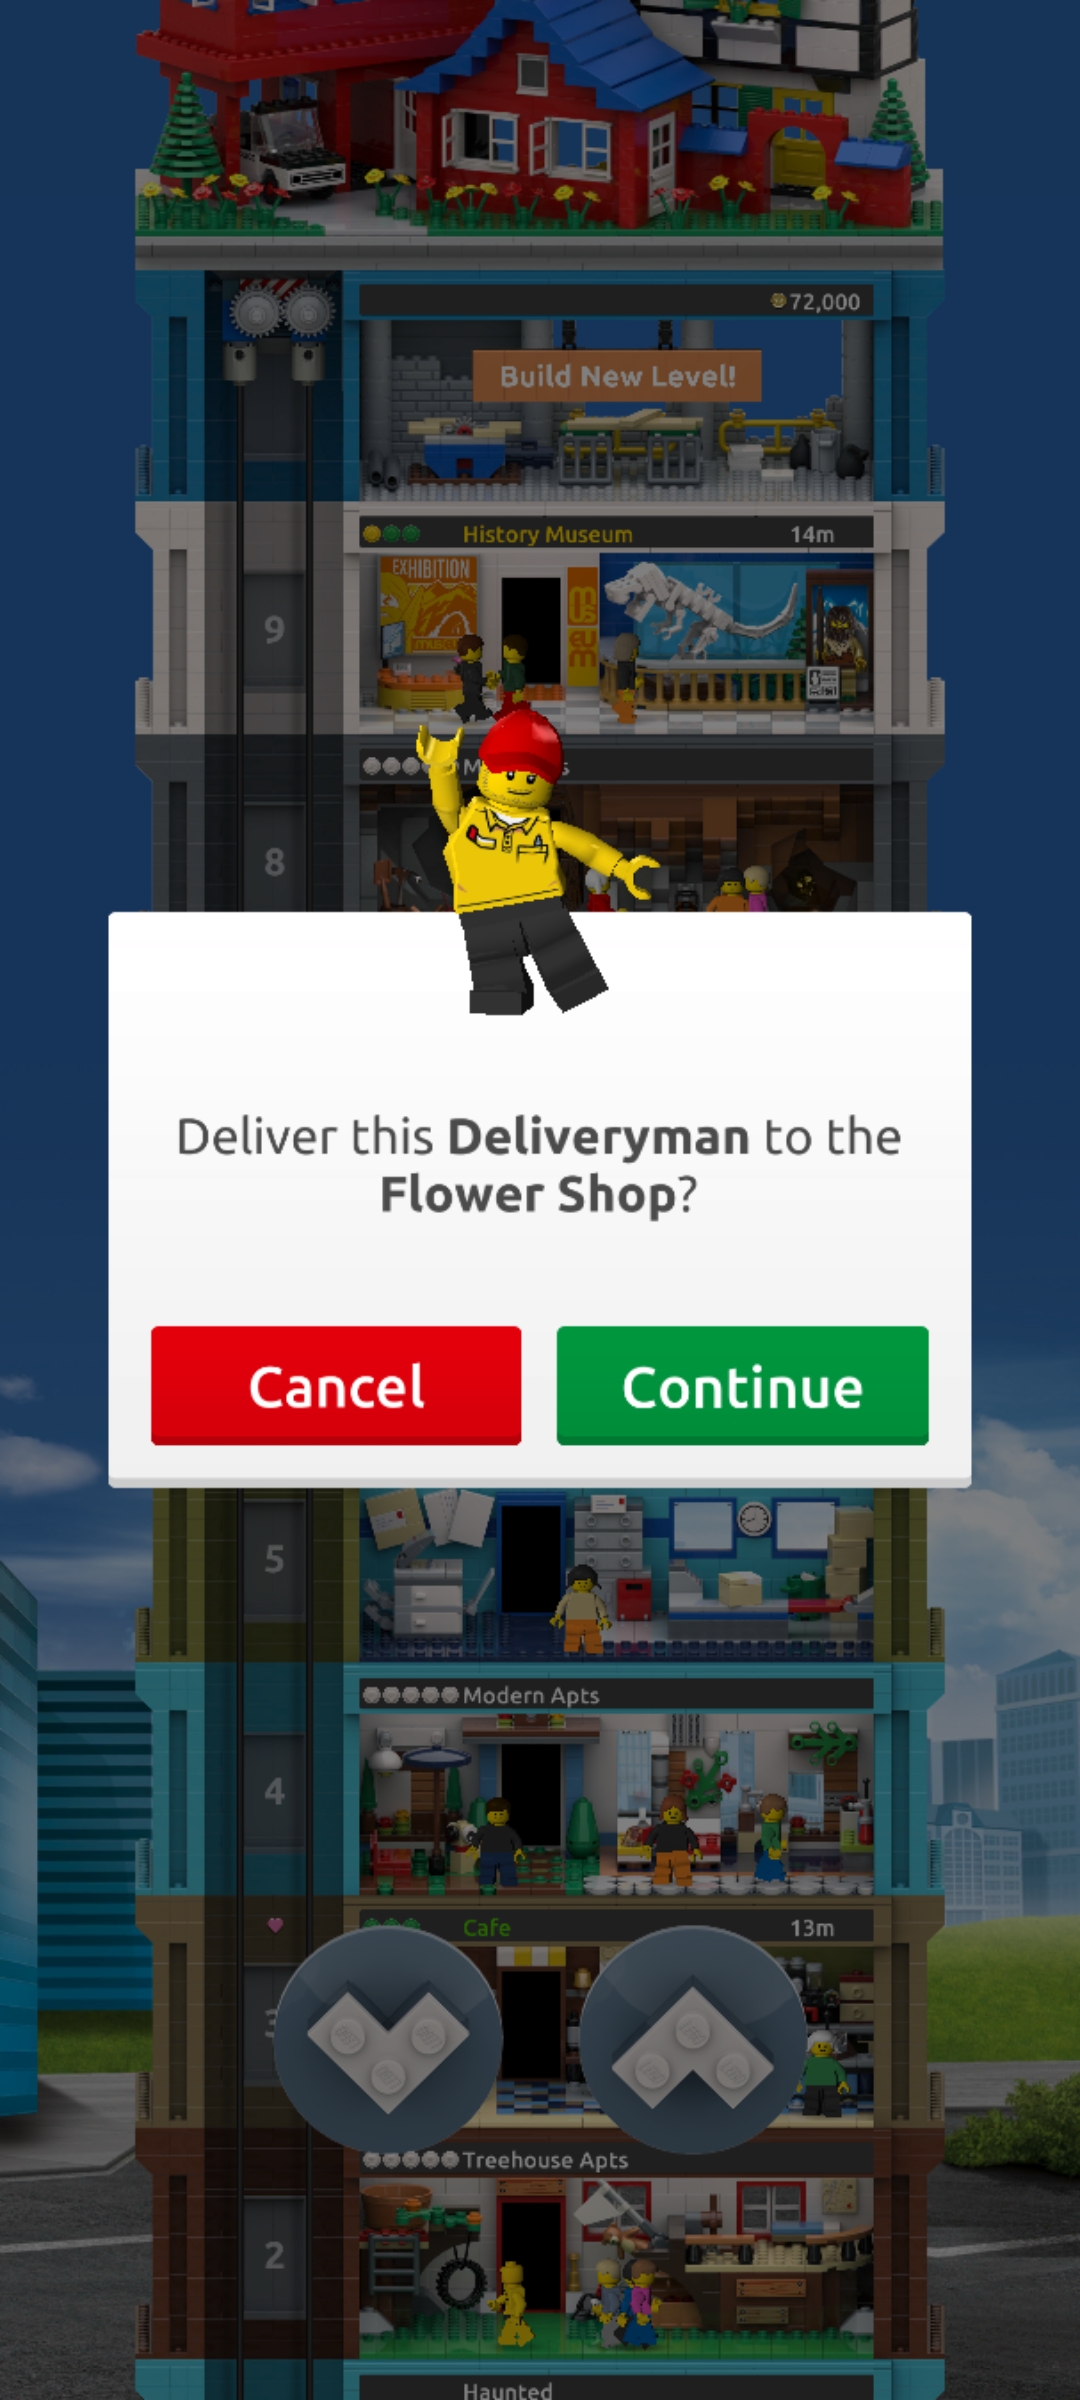 72,000
Build New Level!
History Museum 14m
EXHIBITION
9
8
Deliver this Deliveryman to the
Flower Shop?
Cancel Continue
5
Modern Apts
4
Cafe 13m
Treehouse Apts
2
Haunted